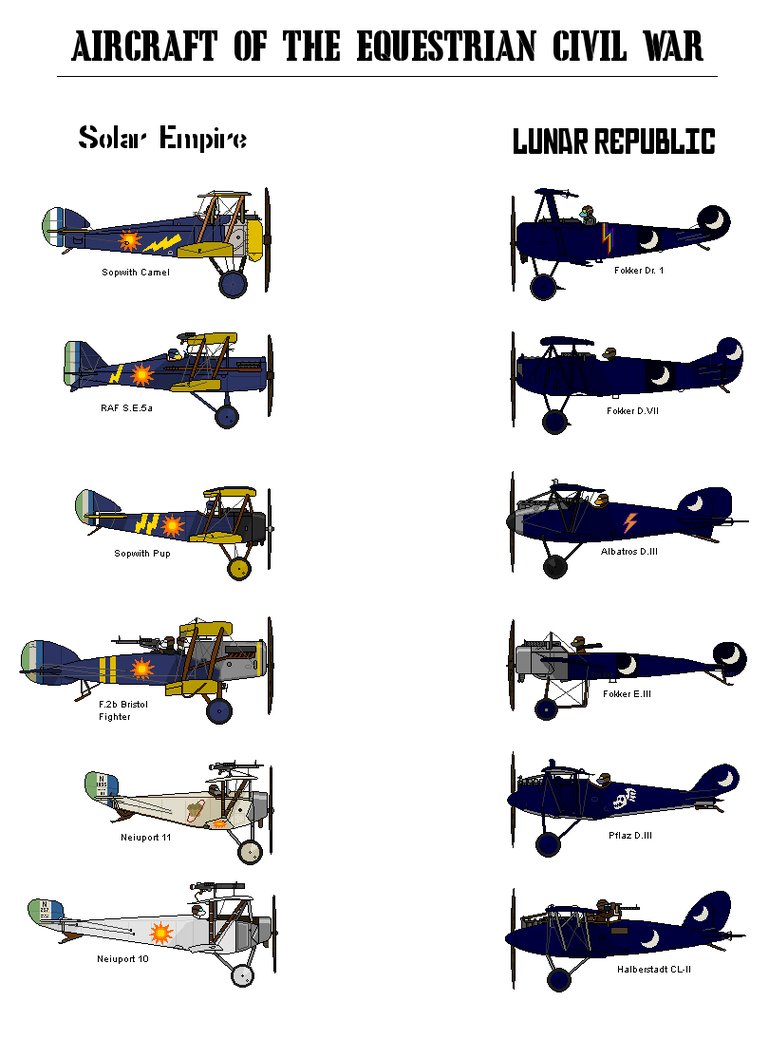 AIRCRAFT OF THE EQUESTRIAN CIVIL WAR
Solar Empire
LUNAR REPUBLIC
Sopwith Camel
Fokker Dr. 1
RAF S.E.5a
Fokker D.VII
Sopwith Pup
Albatros D.III
F.2b Bristol
Fighter
Fokker E.III
N
Neiuport 11
Pflaz D.III
N
Neiuport 10
Halberstadt CL-II